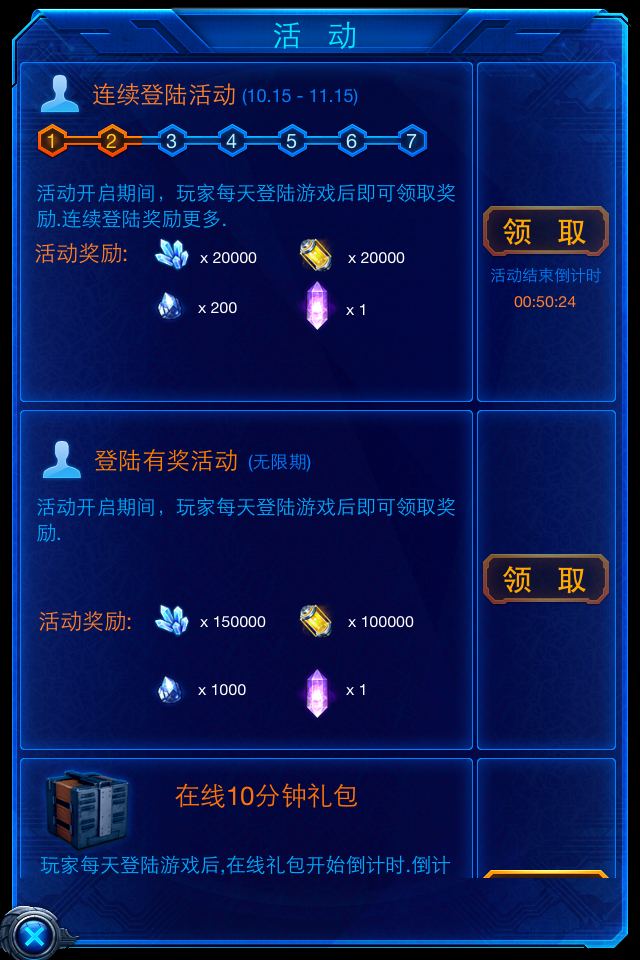 活 动
连续登陆活动 (10.15 - 11.15)
1 2 3 4 5 6 7
活动开启期间，玩家每天登陆游戏后即可领取奖
励.连续登陆奖励更多.
活动奖励: x 20000 x 20000
x 200 x 1
领 取
活动结束倒计时
00:50:24
登陆有奖活动 (无限期)
活动开启期间，玩家每天登陆游戏后即可领取奖
励.
活动奖励: x 150000 x 100000
x 1000 x 1
领 取
在线10分钟礼包
玩家每天登陆游戏后,在线礼包开始倒计时.倒计